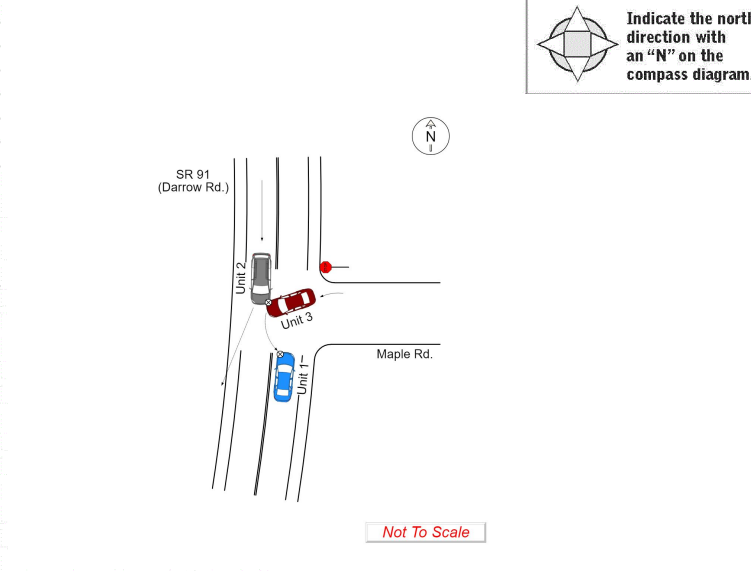 Indicate the north
direction with
an “N” on the
compass diagram.
N
SR 91
(Darrow Rd.)
Unit 2
Unit 3
Unit 1
Maple Rd.
Not To Scale